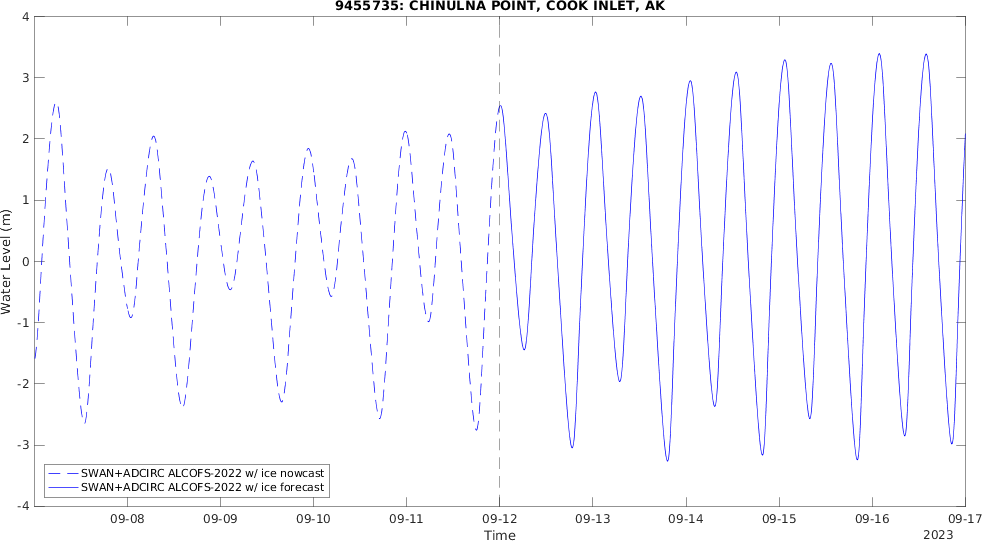 9455735: CHINULNA POINT, COOK INLET, AK
4
3
2
1
0
-1
-2
-3
-4
Water Level (m)
SWAN+ADCIRC ALCOFS-2022 w/ ice nowcast
SWAN+ADCIRC ALCOFS-2022 w/ ice forecast
09-08 09-09 09-10 09-11 09-12 09-13 09-14 09-15 09-16 09-17
Time
2023